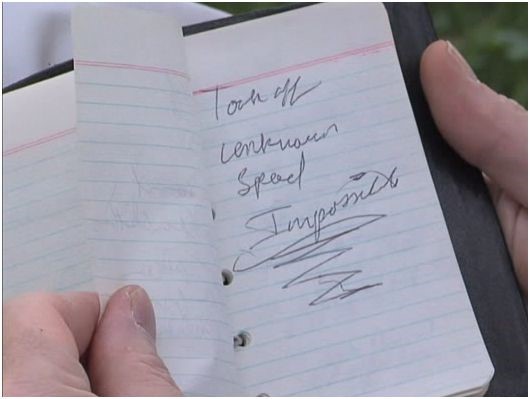 Took off
unknown
Speed
Impossible